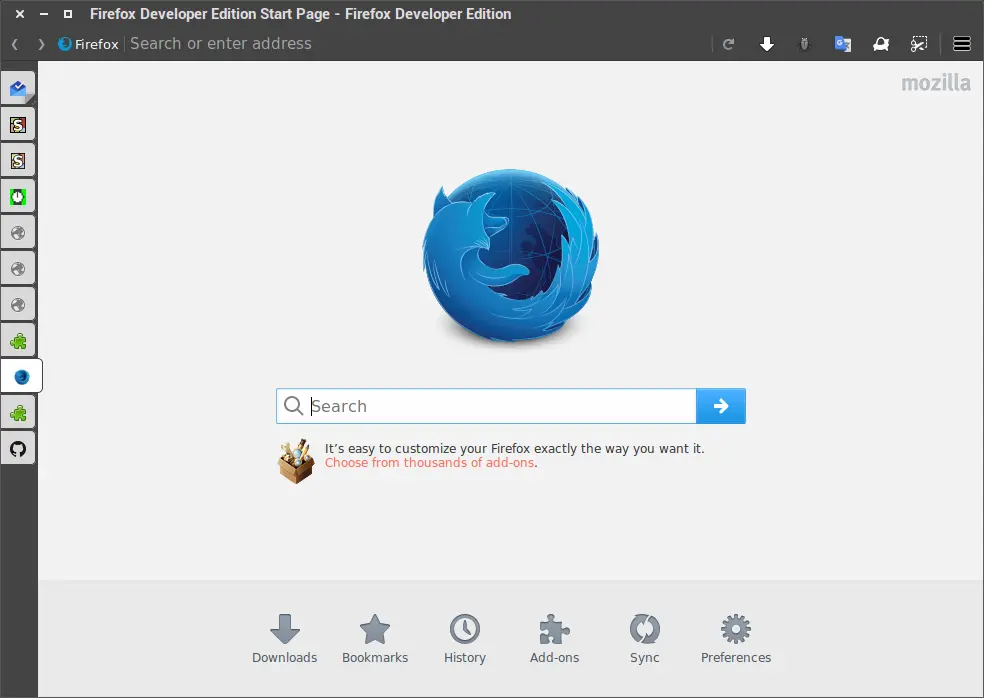 Firefox Developer Edition Start Page - Firefox Developer Edition
Firefox Search or enter address
mozilla
S
S
Search
It’s easy to customize your Firefox exactly the way you want it.
Choose from thousands of add-ons.
Downloads Bookmarks History Add-ons Sync Preferences